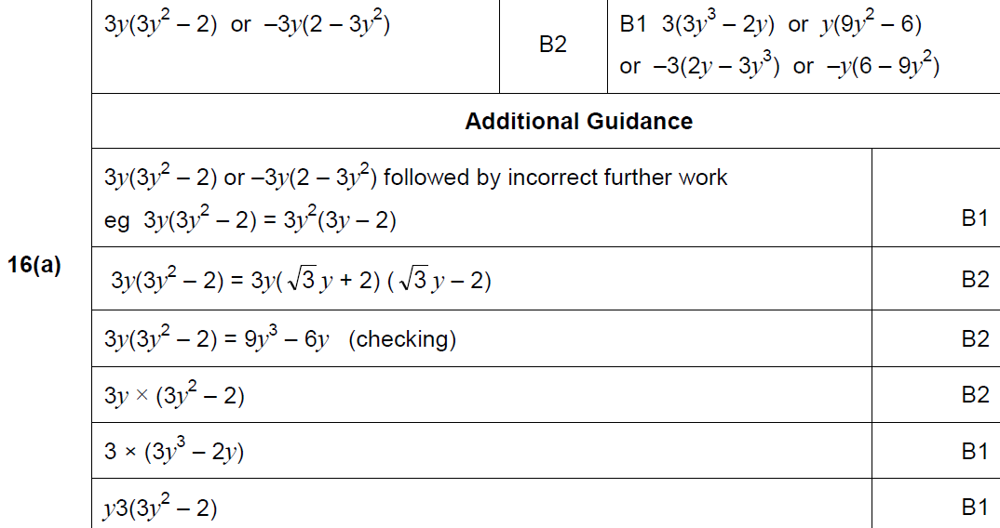 3y(3y² – 2) or –3y(2 – 3y²)
B2
B1 3(3y³ – 2y) or y(9y² – 6)
or –3(2y – 3y³) or –y(6 – 9y²)
Additional Guidance
3y(3y² – 2) or –3y(2 – 3y²) followed by incorrect further work
eg 3y(3y² – 2) = 3y²(3y – 2)
B1
16(a)
3y(3y² – 2) = 3y(√3 y + 2) (√3 y – 2)
B2
3y(3y² – 2) = 9y³ – 6y (checking)
B2
3y × (3y² – 2)
B2
3 × (3y³ – 2y)
B1
y3(3y² – 2)
B1